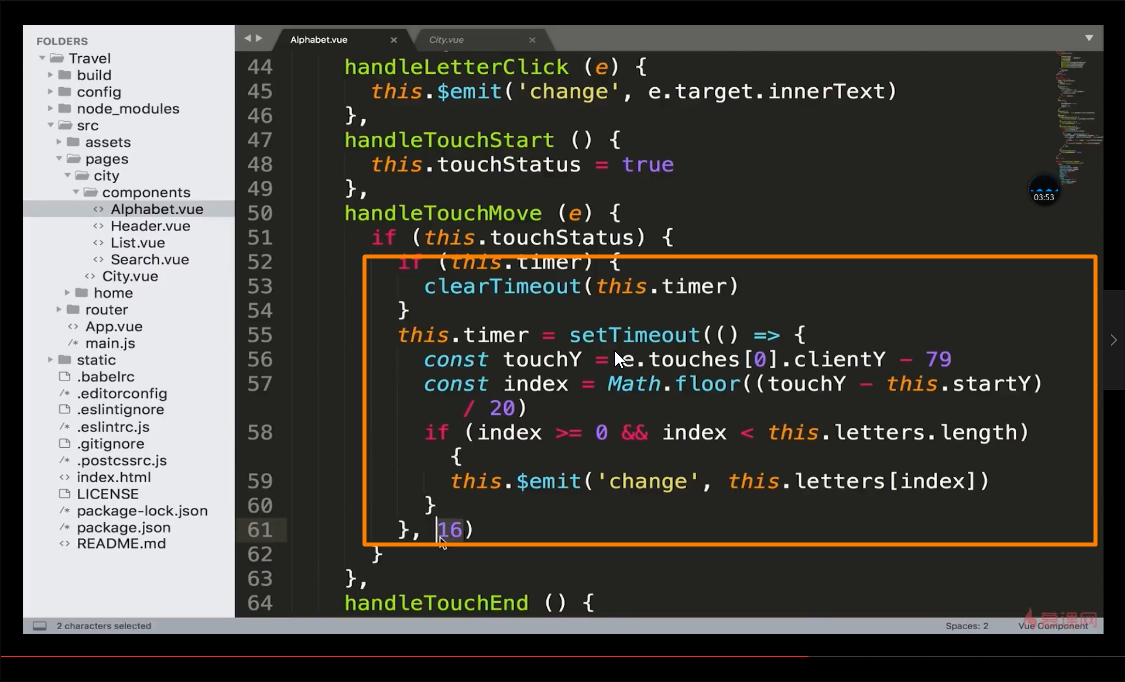 FOLDERS
Travel
build
config
node_modules
src
assets
pages
city
components
Alphabet.vue
Header.vue
List.vue
Search.vue
City.vue
home
router
App.vue
main.js
static
.babelrc
.editorconfig
.eslintignore
.eslintrc.js
.gitignore
.postcssrc.js
index.html
LICENSE
package-lock.json
package.json
README.md
Alphabet.vue
City.vue
44 handleLetterClick (e) {
45 this.$emit('change', e.target.innerText)
46 },
47 handleTouchStart () {
48 this.touchStatus = true
49 },
50 handleTouchMove (e) {
51 if (this.touchStatus) {
52 if (this.timer) {
53 clearTimeout(this.timer)
54 }
55 this.timer = setTimeout(() => {
56 const touchY = e.touches[0].clientY - 79
57 const index = Math.floor((touchY - this.startY)
/ 20)
58 if (index >= 0 && index < this.letters.length)
{
59 this.$emit('change', this.letters[index])
60 }
61 }, 16)
62 }
63 },
64 handleTouchEnd () {
03:53
2 characters selected
Spaces: 2
Vue Component
慕课网